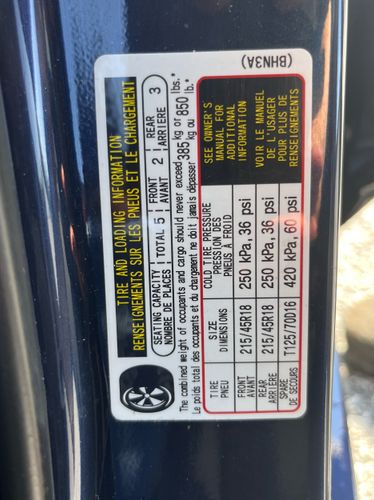 TIRE AND LOADING INFORMATION
RENSEIGNEMENTS SUR LES PNEUS ET LE CHARGEMENT
SEATING CAPACITY TOTAL 5 FRONT 2 REAR 3
NOMBRE DE PLACES AVANT ARRIÈRE
The combined weight of occupants and cargo should never exceed 385 kg or 850 lbs.*
Le poids total des occupants et du chargement ne doit jamais dépasser 385 kg ou 850 lb.*
TIRE SIZE COLD TIRE PRESSURE
PNEU DIMENSIONS PRESSION DES PNEUS À FROID
FRONT AVANT 215/45R18 250 kPa, 36 psi
REAR ARRIÈRE 215/45R18 250 kPa, 36 psi
SPARE DE SECOURS T125/70D16 420 kPa, 60 psi
SEE OWNER'S
MANUAL FOR
ADDITIONAL
INFORMATION
VOIR LE MANUEL
DE L'USAGER
POUR PLUS DE
RENSEIGNEMENTS
(BHN3A)